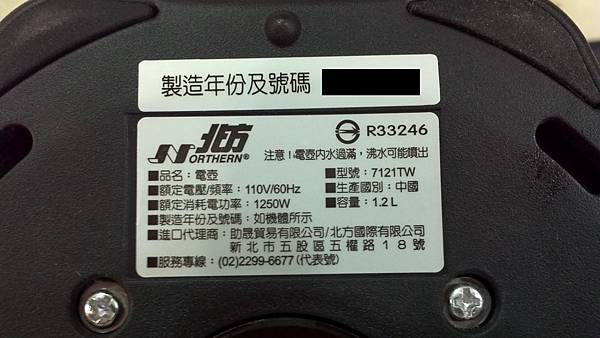 製造年份及號碼
北方
NORTHERN®
R33246
注意!電壺内水過滿,沸水可能噴出
■品名:電壺
■型號:7121TW
■額定電壓/頻率:110V/60Hz
■生產國別:中國
■額定消耗電功率:1250W
■容量:1.2 L
■製造年份及號碼:如機體所示
■進口代理商:助晟貿易有限公司/北方國際有限公司
新北市五股區五權路18號
■服務專線:(02)2299-6677(代表號)